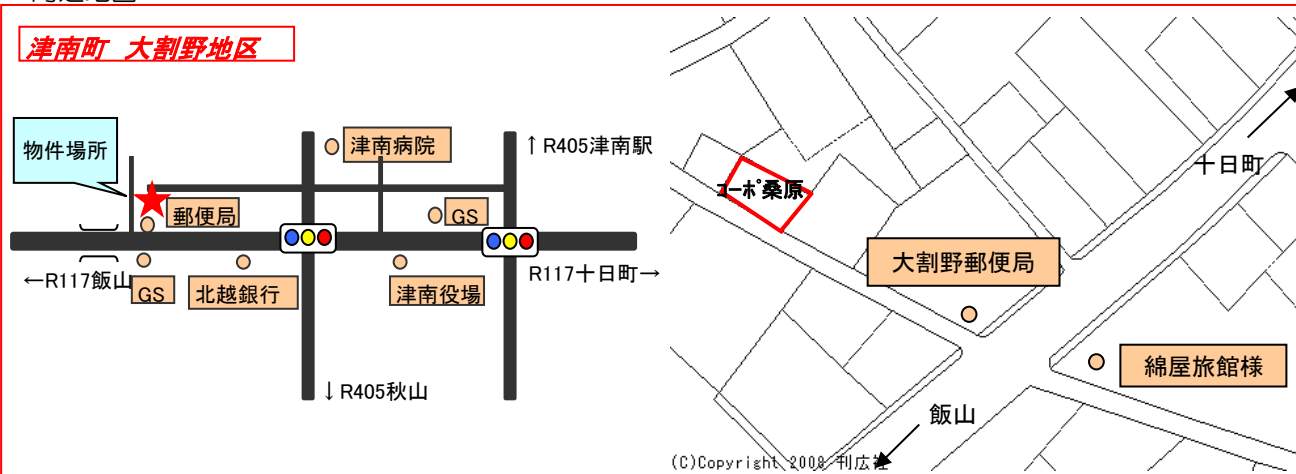 津南町 大割野地区
物件場所
津南病院
↑R405津南駅
郵便局
GS
←R117飯山
GS
北越銀行
津南役場
R117十日町→
↓R405秋山
十日町
コーポ桑原
大割野郵便局
綿屋旅館様
飯山
(C)Copyright 2008 刊広社